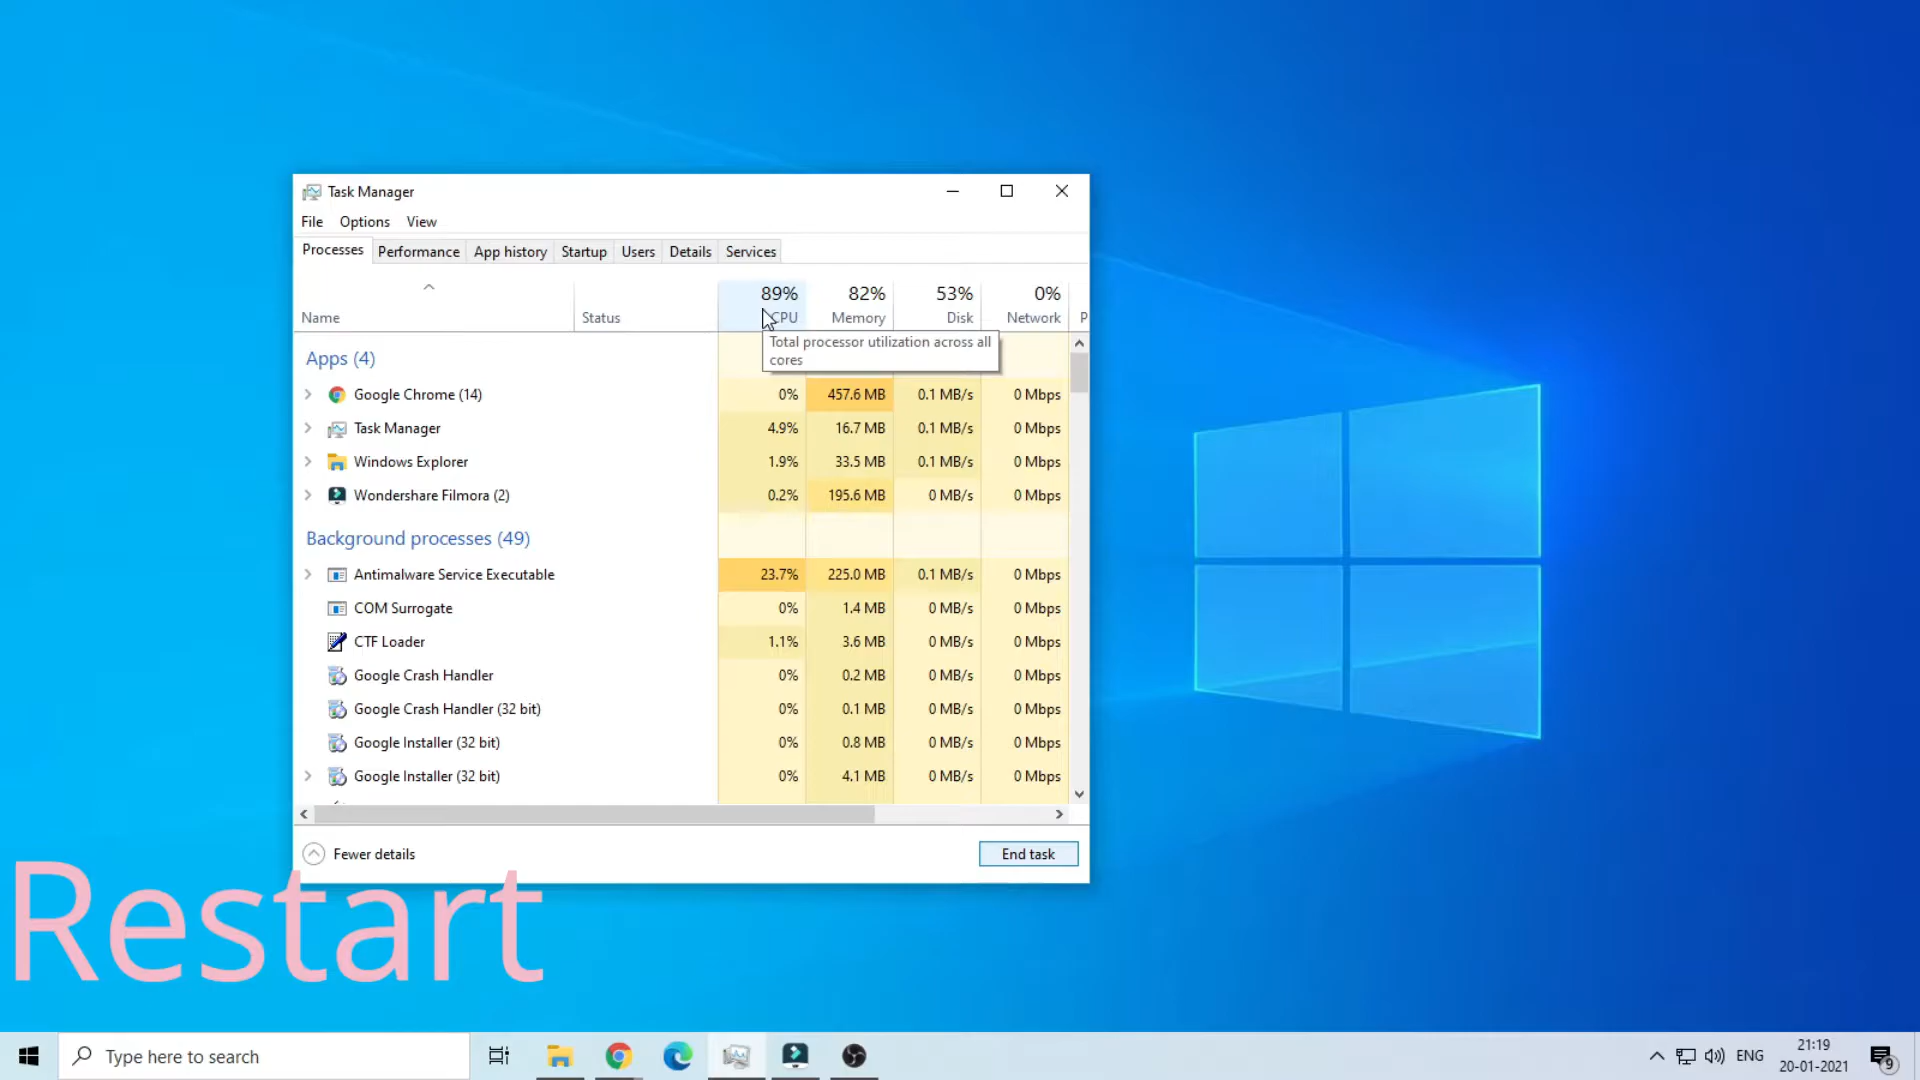 Task Manager
File Options View
Processes Performance App history Startup Users Details Services
89% 82% 53% 0%
Name Status CPU Memory Disk Network P
Total processor utilization across all
cores
Apps (4)
Google Chrome (14) 0% 457.6 MB 0.1 MB/s 0 Mbps
Task Manager 4.9% 16.7 MB 0.1 MB/s 0 Mbps
Windows Explorer 1.9% 33.5 MB 0.1 MB/s 0 Mbps
Wondershare Filmora (2) 0.2% 195.6 MB 0 MB/s 0 Mbps
Background processes (49)
Antimalware Service Executable 23.7% 225.0 MB 0.1 MB/s 0 Mbps
COM Surrogate 0% 1.4 MB 0 MB/s 0 Mbps
CTF Loader 1.1% 3.6 MB 0 MB/s 0 Mbps
Google Crash Handler 0% 0.2 MB 0 MB/s 0 Mbps
Google Crash Handler (32 bit) 0% 0.1 MB 0 MB/s 0 Mbps
Google Installer (32 bit) 0% 0.8 MB 0 MB/s 0 Mbps
Google Installer (32 bit) 0% 4.1 MB 0 MB/s 0 Mbps
Fewer details End task
Restart
Type here to search
ENG
21:19
20-01-2021
9